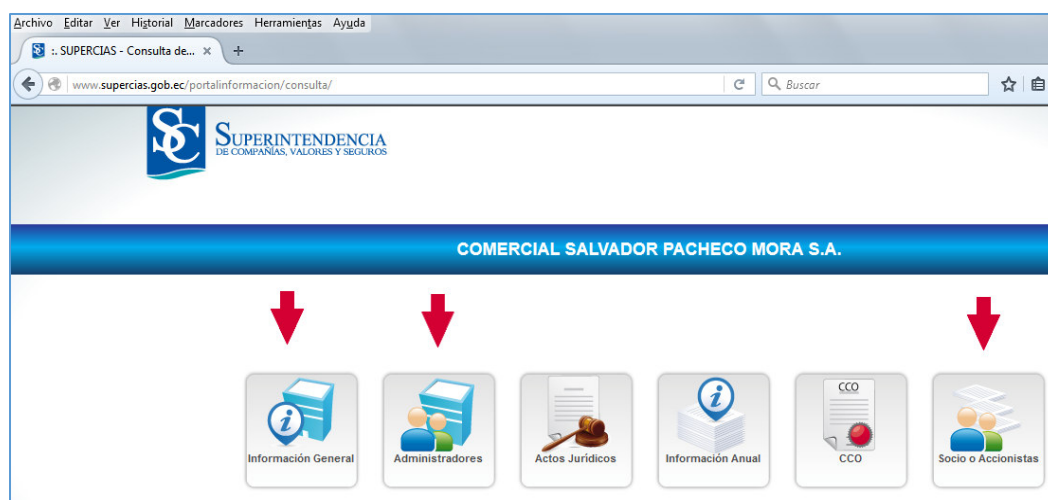 Archivo Editar Ver Historial Marcadores Herramientas Ayuda
:. SUPERCIAS - Consulta de... × +
www.supercias.gob.ec/portalinformacion/consulta/
Buscar
SC
SUPERINTENDENCIA
DE COMPAÑÍAS, VALORES Y SEGUROS
COMERCIAL SALVADOR PACHECO MORA S.A.
CCO
Información General Administradores Actos Jurídicos Información Anual CCO Socio o Accionistas